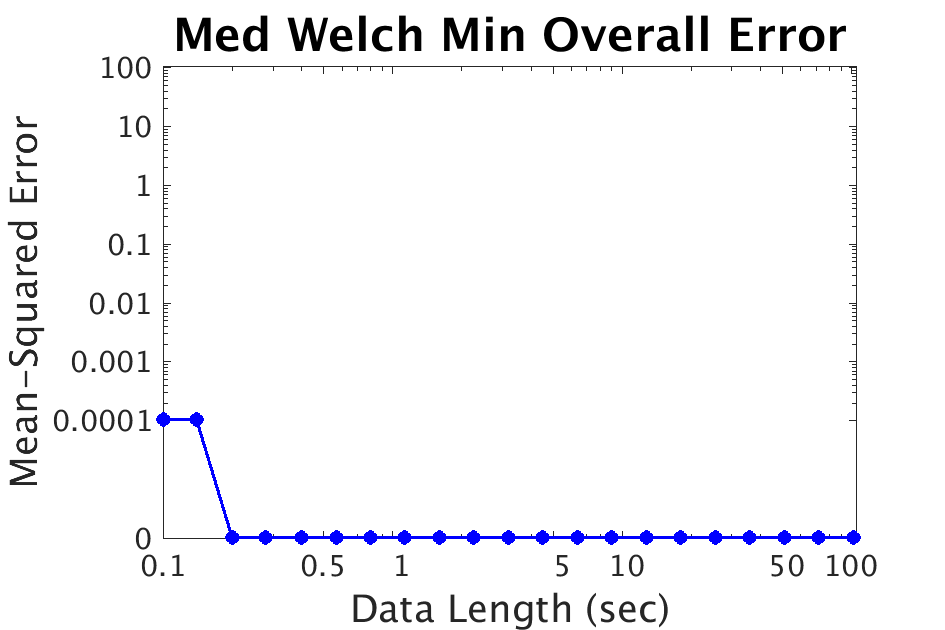 Med Welch Min Overall Error
Mean-Squared Error
100
10
1
0.1
0.01
0.001
0.0001
0
0.1 0.5 1 5 10 50 100
Data Length (sec)